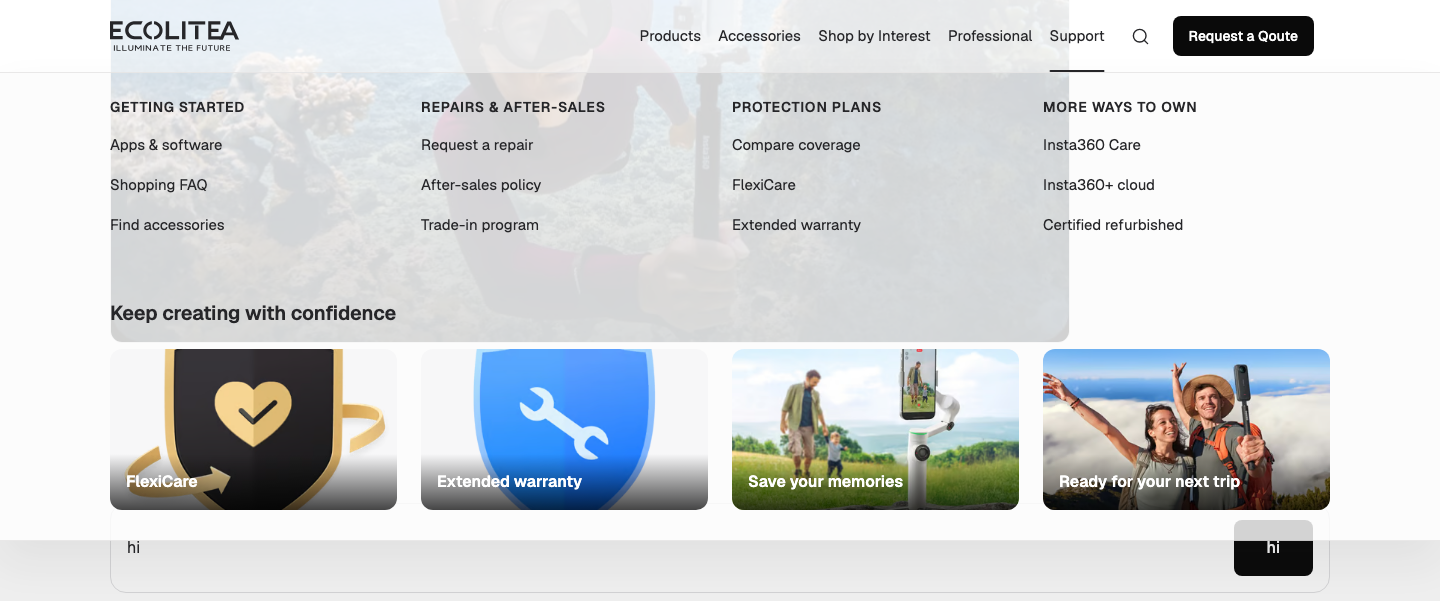 ECOLITEA
ILLUMINATE THE FUTURE
Products Accessories Shop by Interest Professional Support Request a Qoute
GETTING STARTED
Apps & software
Shopping FAQ
Find accessories
REPAIRS & AFTER-SALES
Request a repair
After-sales policy
Trade-in program
PROTECTION PLANS
Compare coverage
FlexiCare
Extended warranty
MORE WAYS TO OWN
Insta360 Care
Insta360+ cloud
Certified refurbished
Keep creating with confidence
FlexiCare
Extended warranty
Save your memories
Ready for your next trip
hi
hi